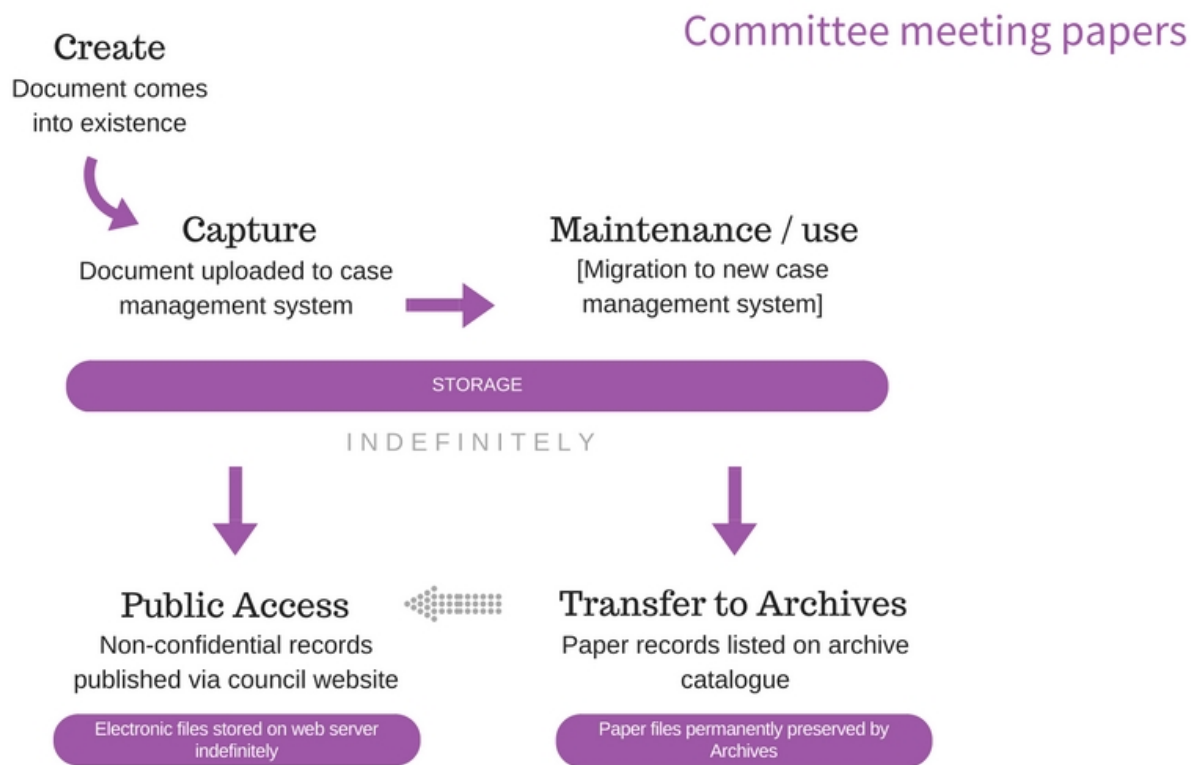 Committee meeting papers
Create
Document comes
into existence
Capture
Document uploaded to case
management system
Maintenance / use
[Migration to new case
management system]
STORAGE
INDEFINITELY
Public Access
Non-confidential records
published via council website
Electronic files stored on web server
indefinitely
Transfer to Archives
Paper records listed on archive
catalogue
Paper files permanently preserved by
Archives